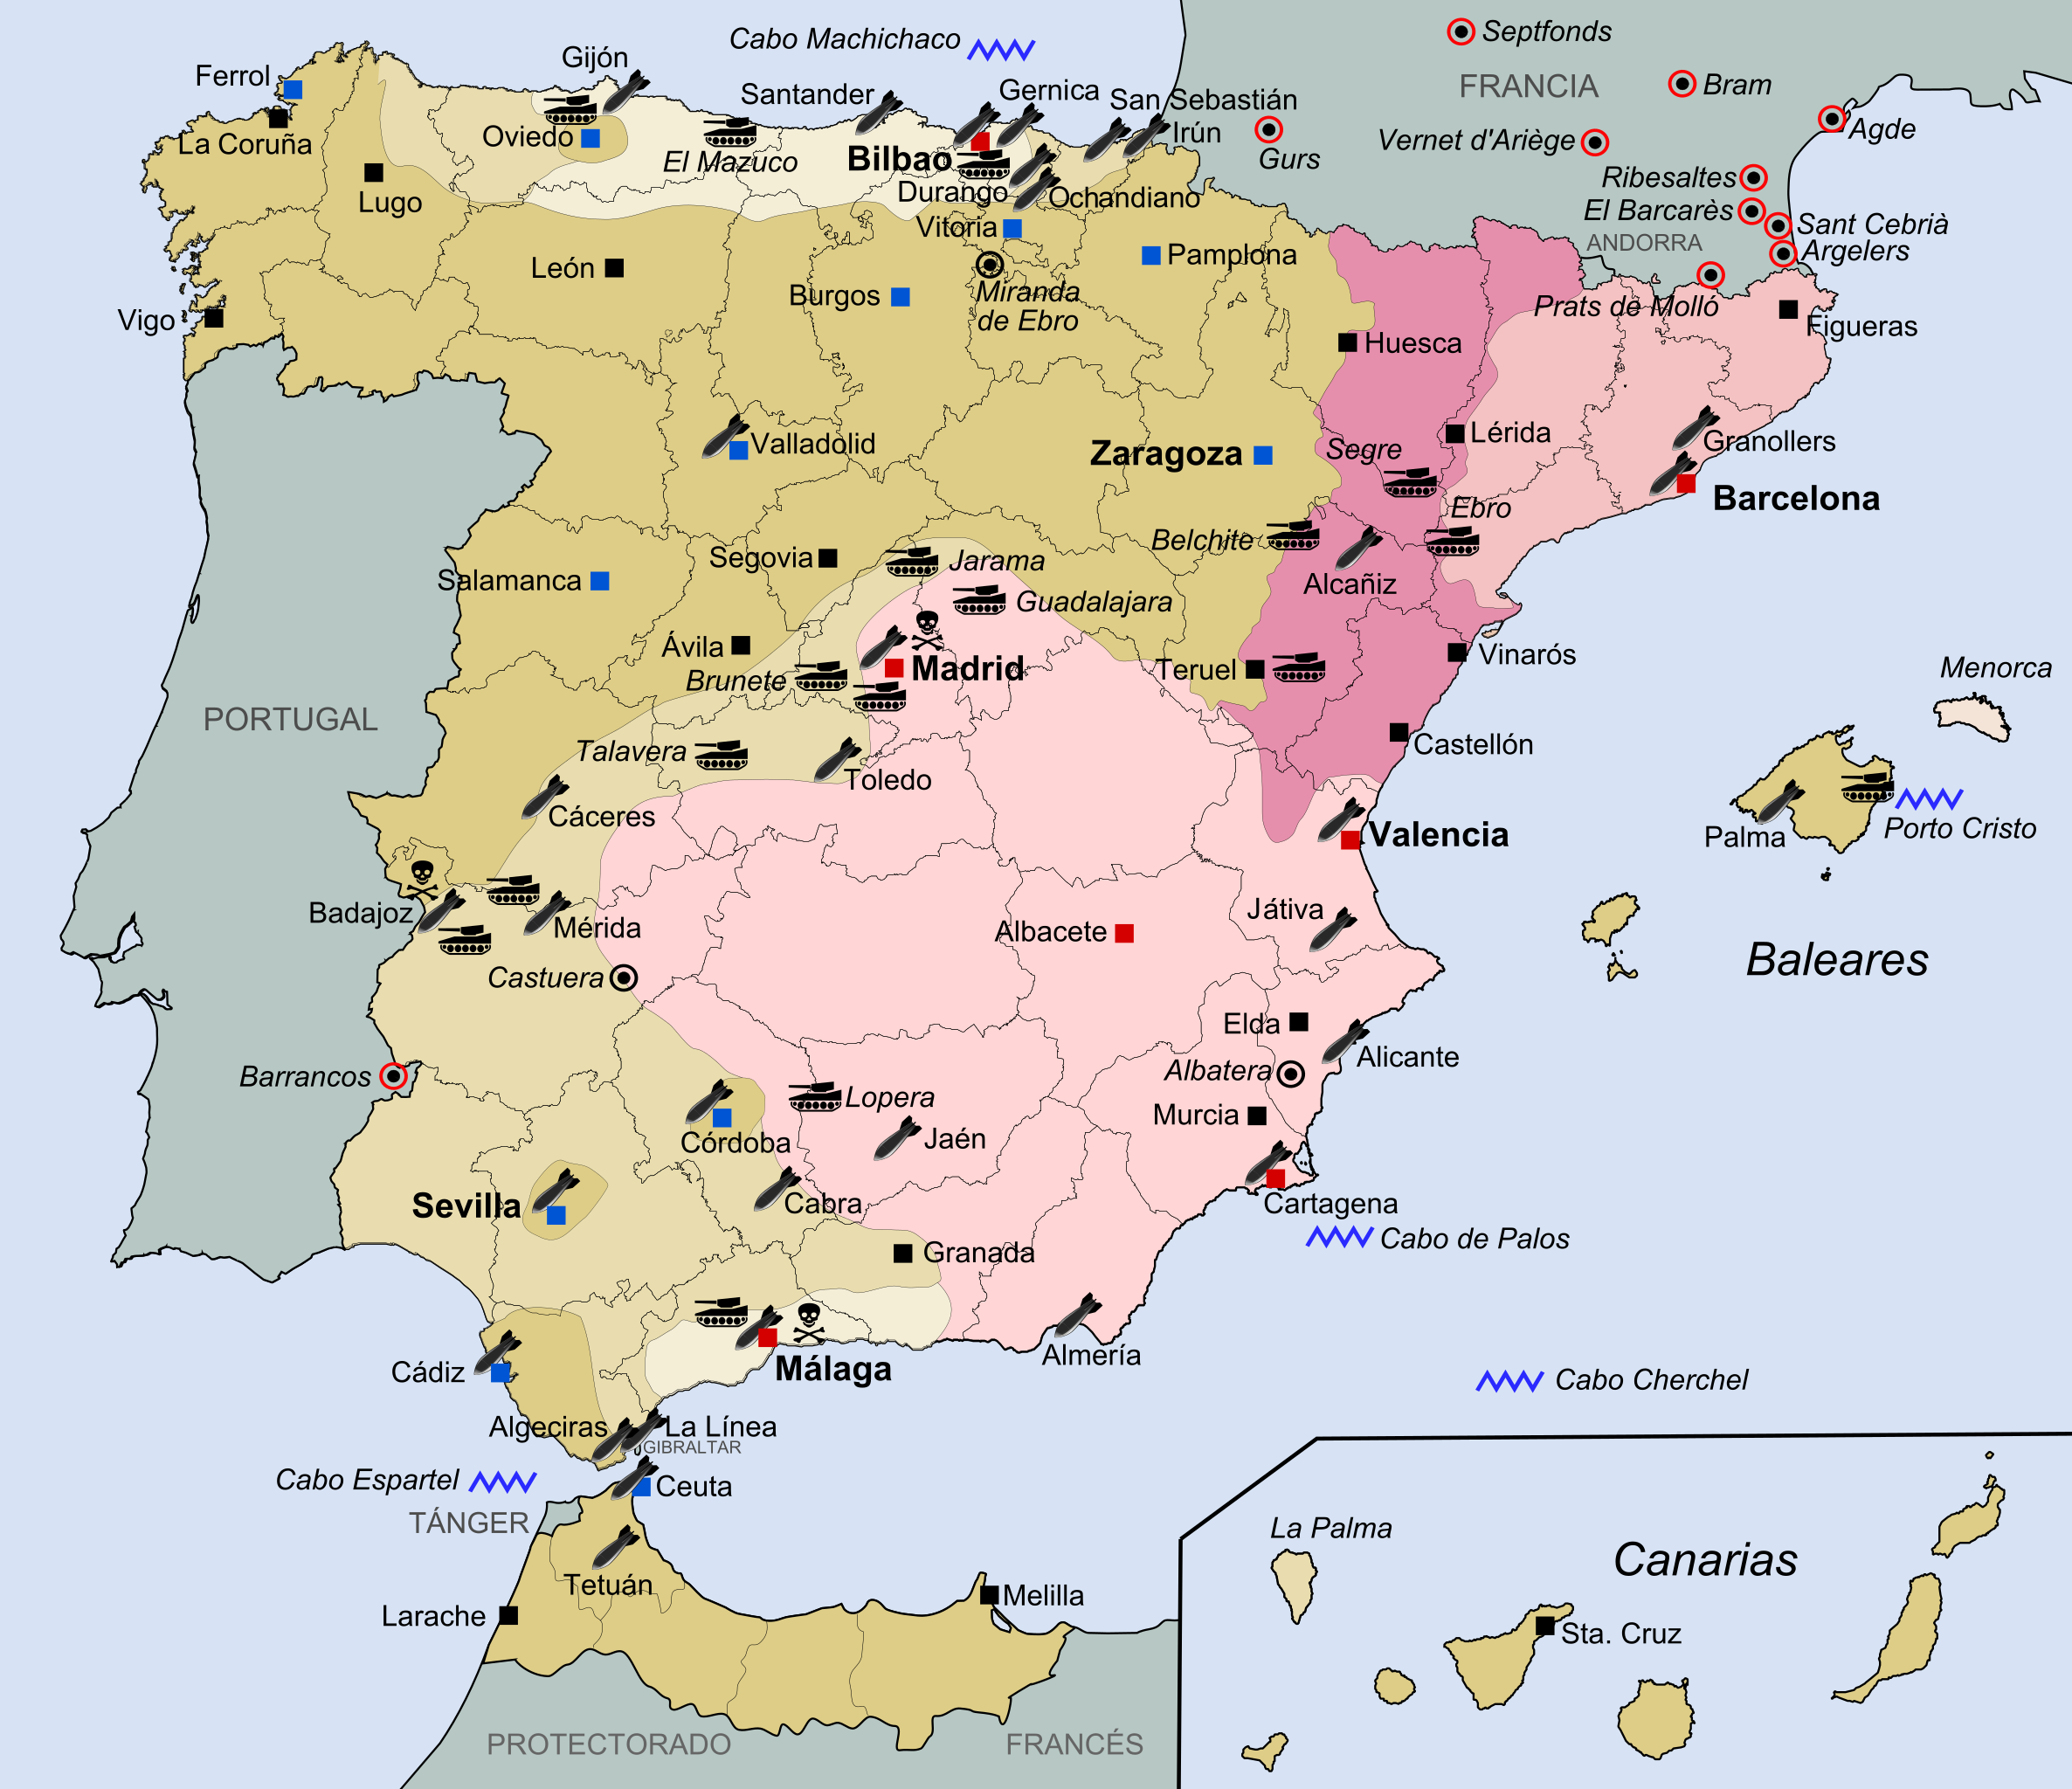 Septfonds
Cabo Machichaco
Gijón
FRANCIA
Bram
Ferrol
Santander
Gernica
San Sebastián
Agde
La Coruña
Oviedo
El Mazuco
Bilbao
Irún
Gurs
Vernet d'Ariège
Lugo
Durango
Ochandiano
Ribesaltes
El Barcarès
Vitoria
Sant Cebrià
ANDORRA
Argelers
León
Pamplona
Burgos
Miranda
de Ebro
Prats de Molló
Vigo
Figueras
Huesca
Valladolid
Zaragoza
Segre
Lérida
Granollers
Barcelona
Ebro
Belchite
Segovia
Jarama
Salamanca
Alcañiz
Guadalajara
Ávila
Madrid
Brunete
Teruel
Vinarós
Menorca
PORTUGAL
Talavera
Castellón
Toledo
Cáceres
Valencia
Palma
Porto Cristo
Badajoz
Mérida
Albacete
Játiva
Baleares
Castuera
Elda
Alicante
Barrancos
Albatera
Lopera
Murcia
Córdoba
Jaén
Sevilla
Cabra
Cartagena
Cabo de Palos
Granada
Almería
Málaga
Cádiz
Cabo Cherchel
Algeciras
La Línea
GIBRALTAR
Cabo Espartel
Ceuta
TÁNGER
La Palma
Canarias
Tetuán
Larache
Melilla
Sta. Cruz
PROTECTORADO
FRANCÉS